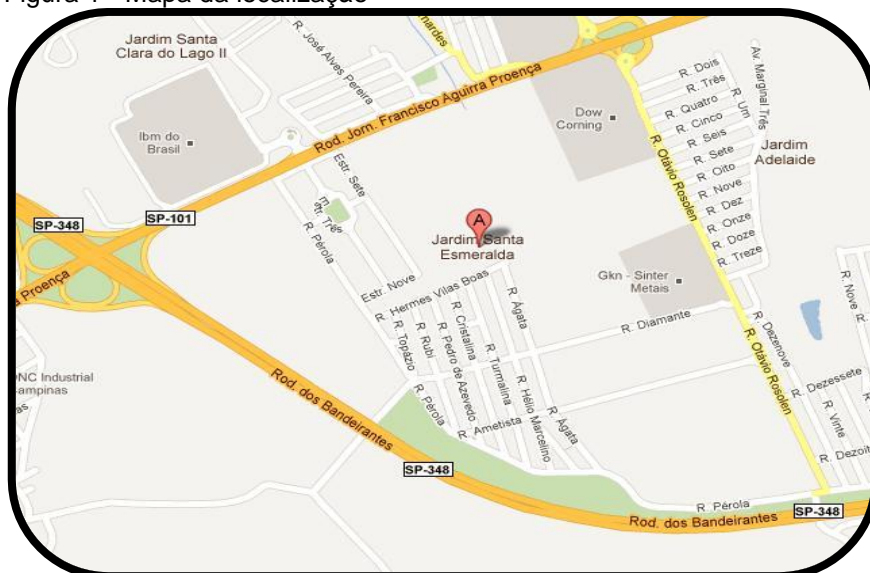 Jardim Santa
Clara do Lago II
R. José Alves Pereira
Rod. Jorn. Francisco Aguirra Proença
Dow
Corning
R. Dois
R. Três
R. Quatro
R. Cinco
R. Seis
R. Sete
R. Oito
R. Nove
R. Dez
R. Onze
R. Doze
R. Treze
R. Um
Av. Marginal Três
Jardim
Adelaide
R. Otávio Rosolen
Ibm do
Brasil
Estr. Sete
R. Pérola
SP-101
SP-348
Proença
A
Jardim Santa
Esmeralda
Estr. Nove
R. Hermes Vilas Boas
R. Ágata
Gkn - Sinter
Metais
R. Diamante
R. Topázio
R. Rubi
R. Pedro de Azevedo
R. Cristalina
R. Turmalina
R. Hélio Marcelino
R. Ágata
R. Ametista
R. Pérola
Rod. dos Bandeirantes
SP-348
R. Otávio Rosolen
R. Dezenove
R. Nove
R. Dezessete
R. Vinte
R. Dezoit
R. Pérola
Rod. dos Bandeirantes
SP-348